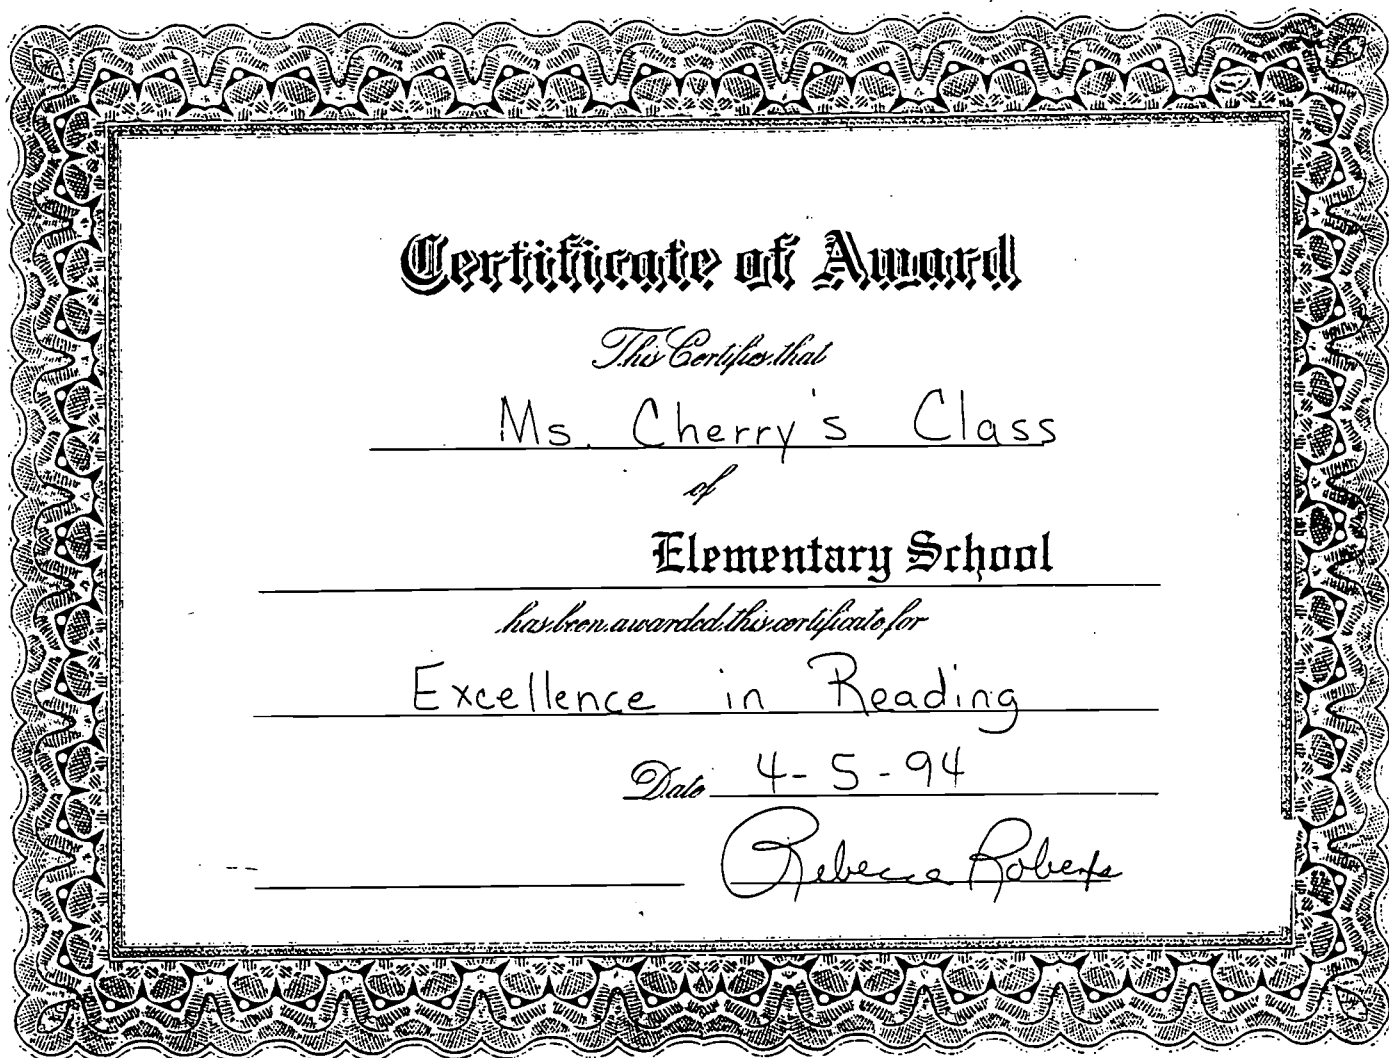 Certificate of Award
This Certifies that
Ms. Cherry's Class
of
Elementary School
has been awarded this certificate for
Excellence in Reading
Date 4-5-94
Rebecca Roberts